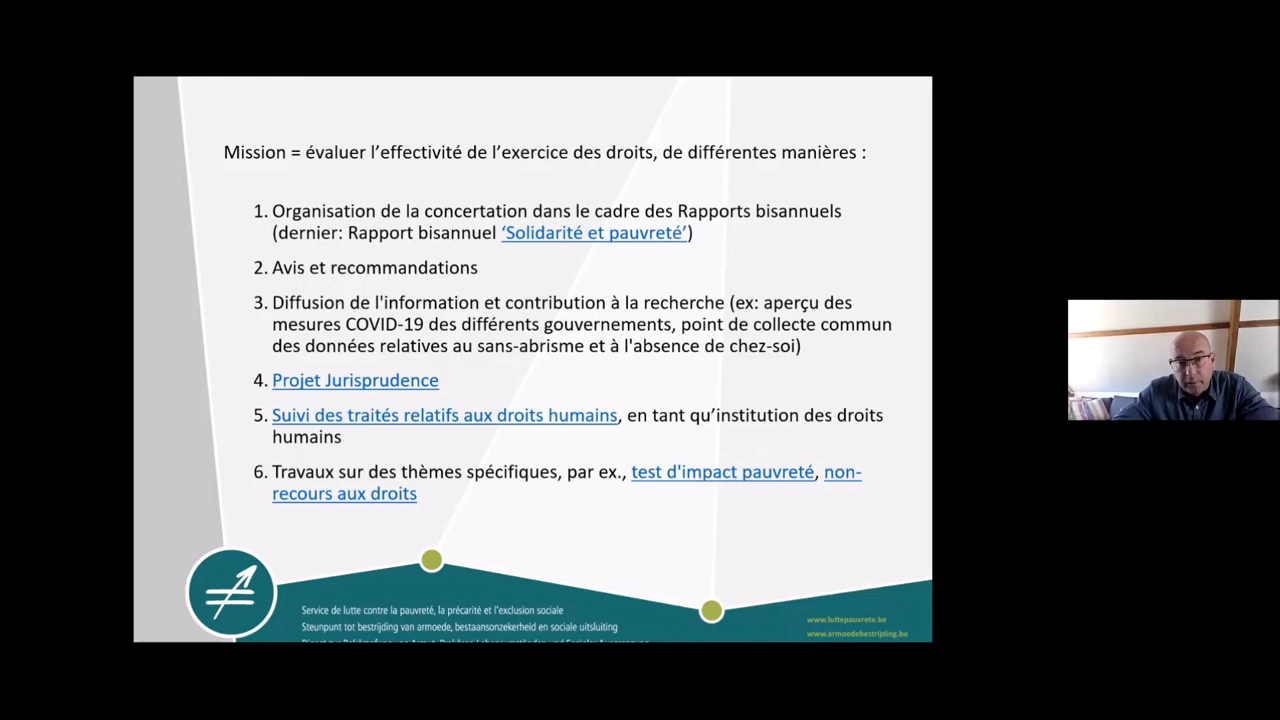 Mission = évaluer l’effectivité de l’exercice des droits, de différentes manières :
1. Organisation de la concertation dans le cadre des Rapports bisannuels
(dernier: Rapport bisannuel ‘Solidarité et pauvreté’)
2. Avis et recommandations
3. Diffusion de l'information et contribution à la recherche (ex: aperçu des
mesures COVID-19 des différents gouvernements, point de collecte commun
des données relatives au sans-abrisme et à l'absence de chez-soi)
4. Projet Jurisprudence
5. Suivi des traités relatifs aux droits humains, en tant qu’institution des droits
humains
6. Travaux sur des thèmes spécifiques, par ex., test d'impact pauvreté, non-
recours aux droits
Service de lutte contre la pauvreté, la précarité et l'exclusion sociale
Steunpunt tot bestrijding van armoede, bestaansonzekerheid en sociale uitsluiting
www.luttepauvrete.be
www.armoedebestrijding.be